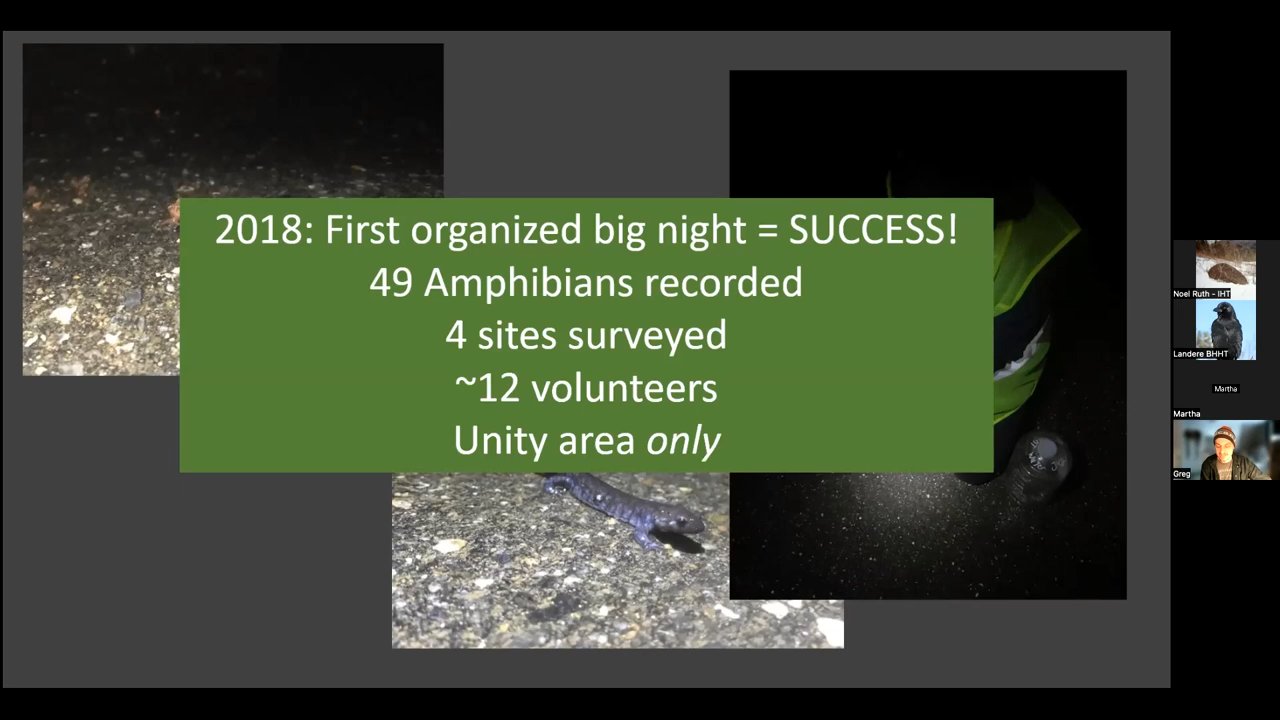 2018: First organized big night = SUCCESS!
49 Amphibians recorded
4 sites surveyed
~12 volunteers
Unity area only
Noel Ruth - IHT
Landere BHHT
Martha
Martha
Greg